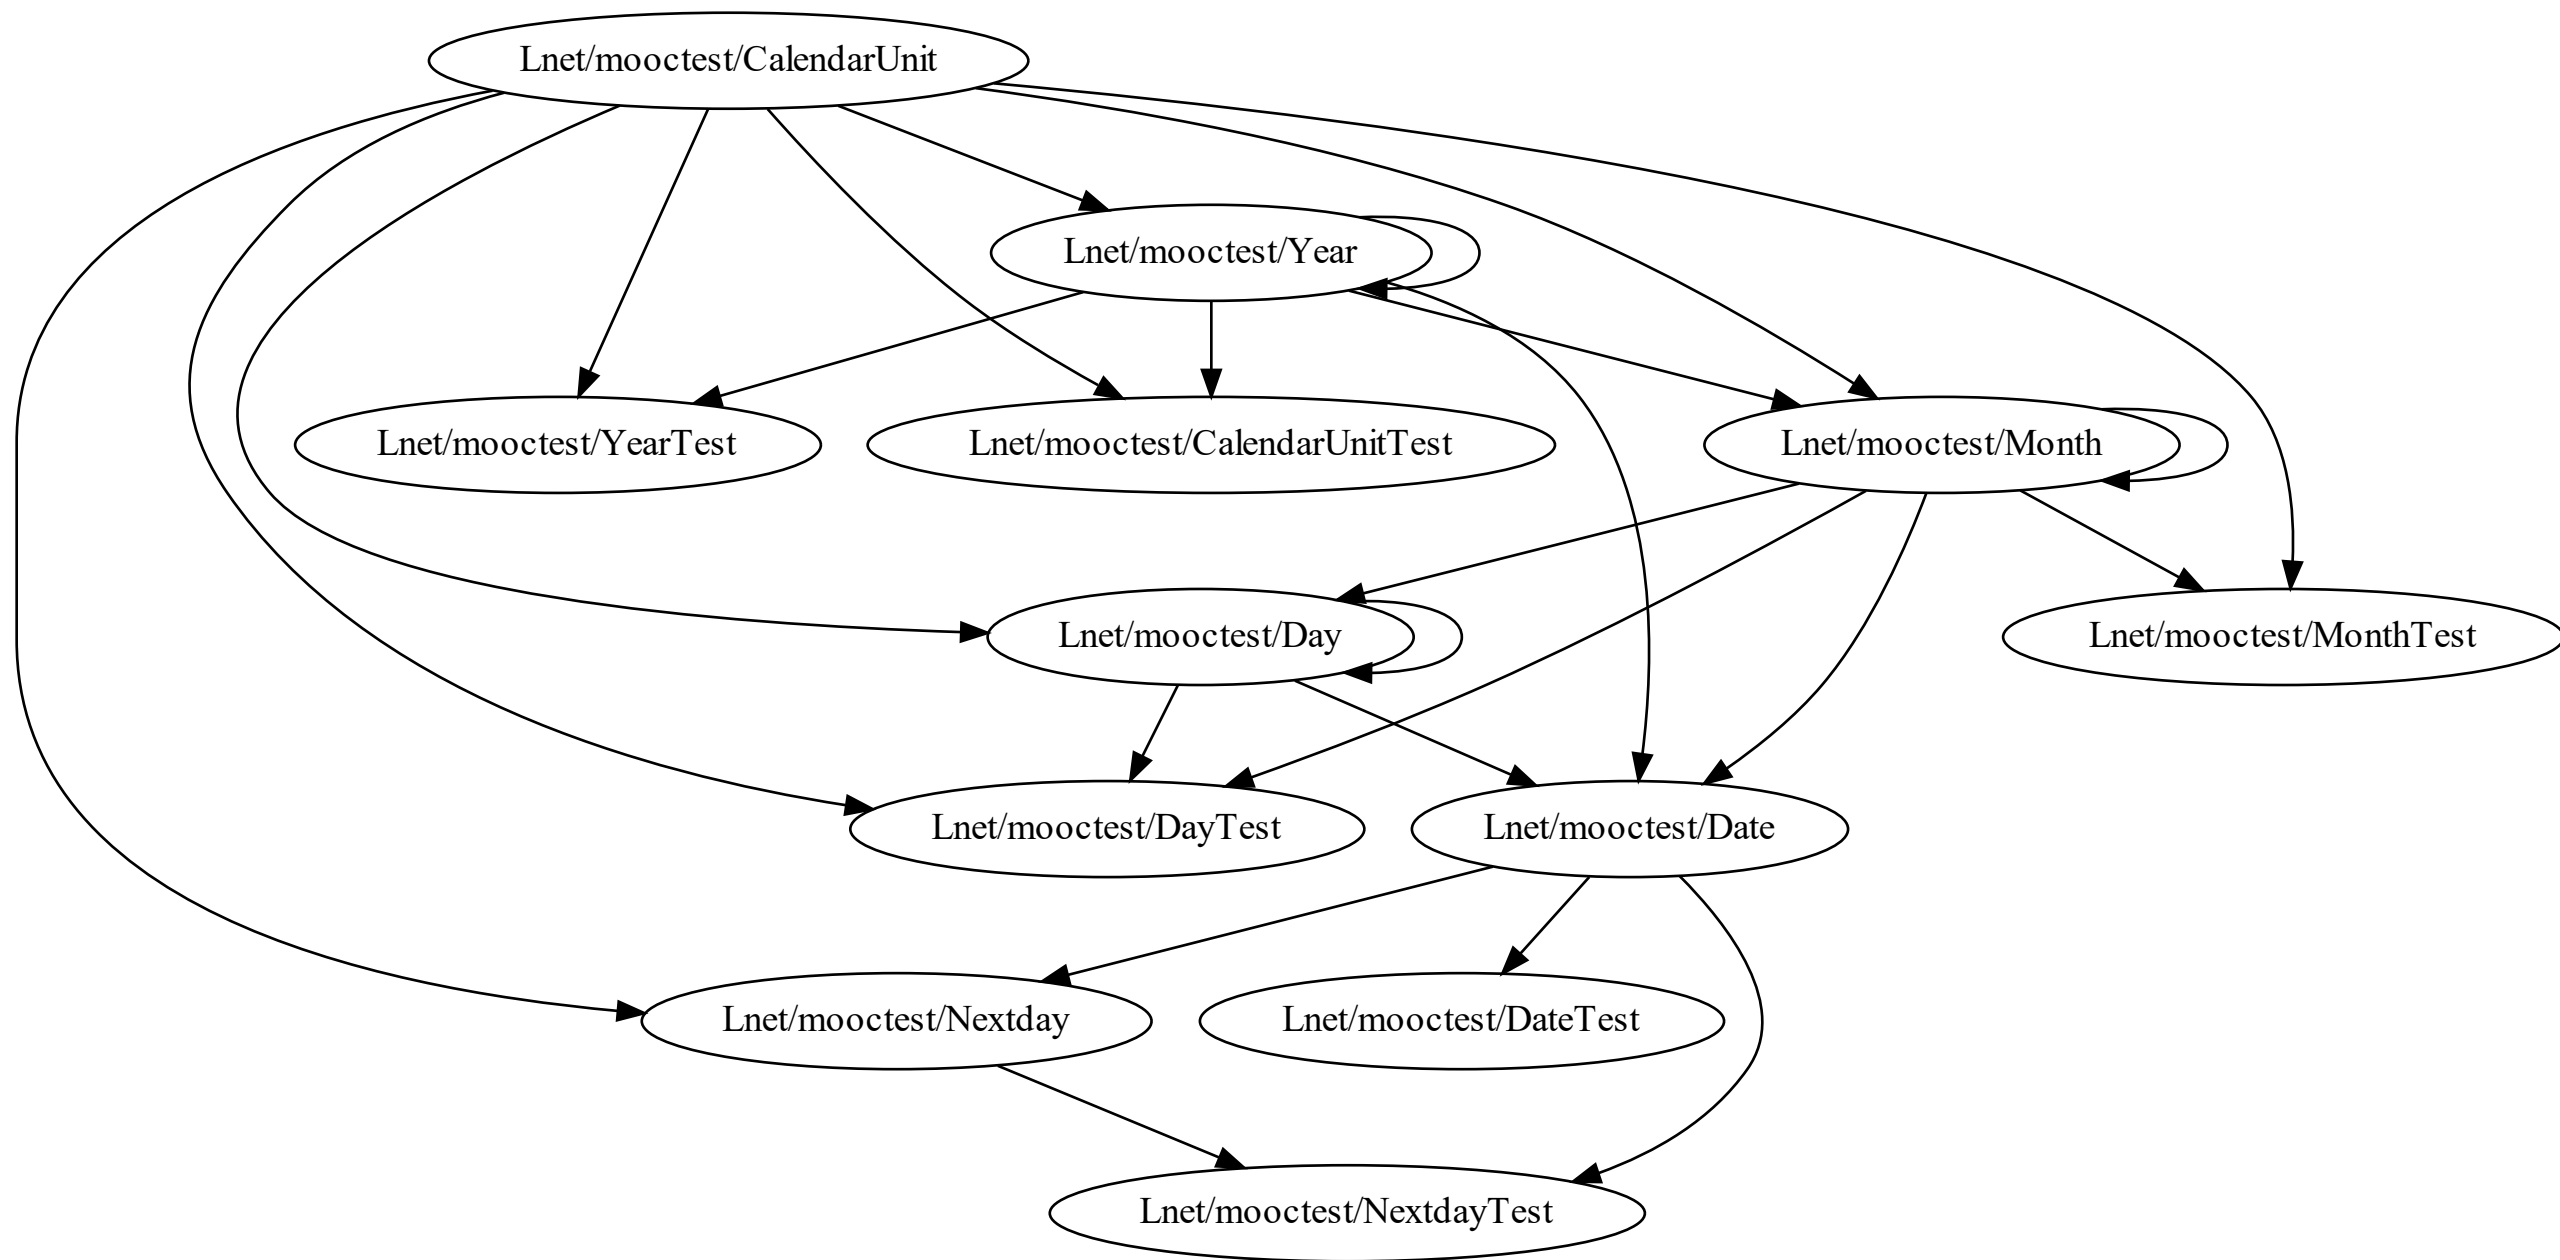 Lnet/mooctest/CalendarUnit
Lnet/mooctest/Year
Lnet/mooctest/YearTest
Lnet/mooctest/CalendarUnitTest
Lnet/mooctest/Month
Lnet/mooctest/Day
Lnet/mooctest/MonthTest
Lnet/mooctest/DayTest
Lnet/mooctest/Date
Lnet/mooctest/Nextday
Lnet/mooctest/DateTest
Lnet/mooctest/NextdayTest